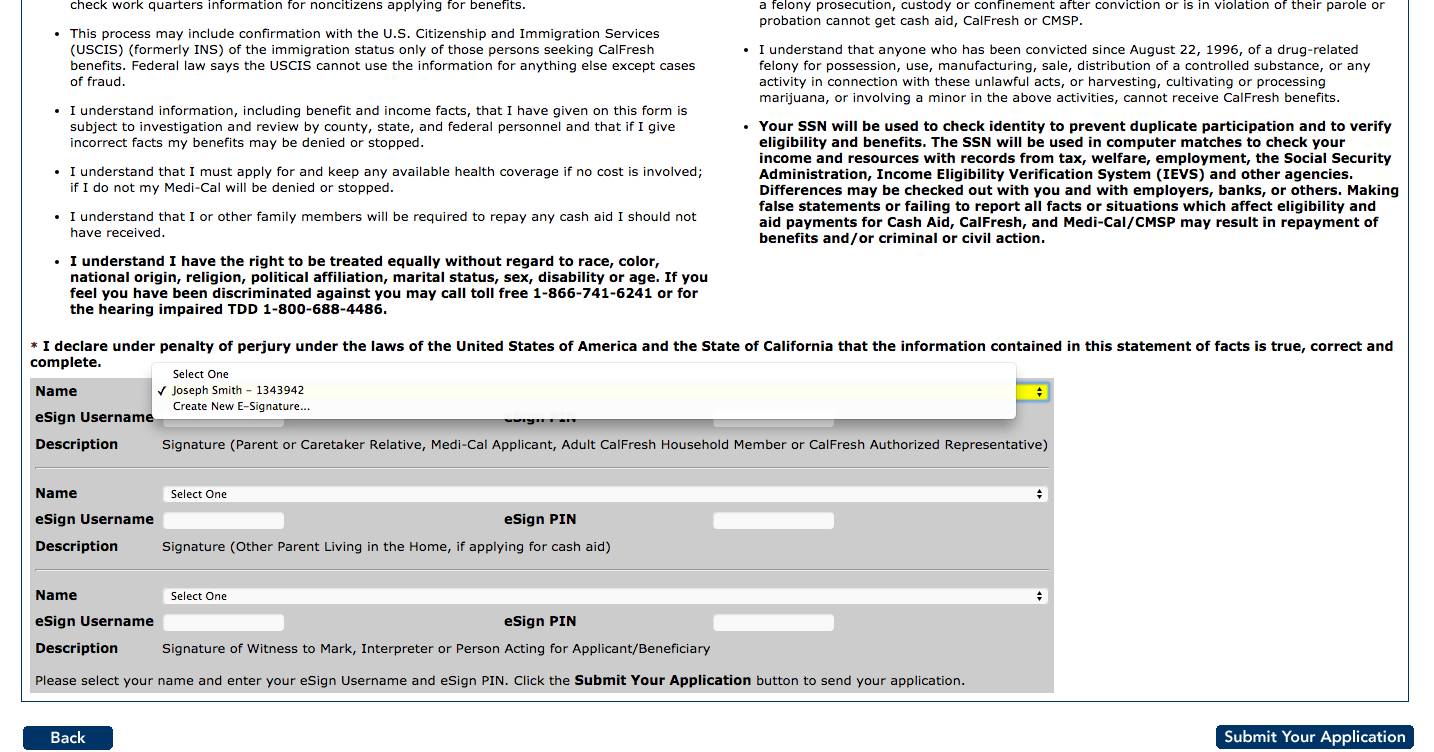 check work quarters information for noncitizens applying for benefits.
• This process may include confirmation with the U.S. Citizenship and Immigration Services
(USCIS) (formerly INS) of the immigration status only of those persons seeking CalFresh
benefits. Federal law says the USCIS cannot use the information for anything else except cases
of fraud.
• I understand information, including benefit and income facts, that I have given on this form is
subject to investigation and review by county, state, and federal personnel and that if I give
incorrect facts my benefits may be denied or stopped.
• I understand that I must apply for and keep any available health coverage if no cost is involved;
if I do not my Medi-Cal will be denied or stopped.
• I understand that I or other family members will be required to repay any cash aid I should not
have received.
• I understand I have the right to be treated equally without regard to race, color,
national origin, religion, political affiliation, marital status, sex, disability or age. If you
feel you have been discriminated against you may call toll free 1-866-741-6241 or for
the hearing impaired TDD 1-800-688-4486.
a felony prosecution, custody or confinement after conviction or is in violation of their parole or
probation cannot get cash aid, CalFresh or CMSP.
• I understand that anyone who has been convicted since August 22, 1996, of a drug-related
felony for possession, use, manufacturing, sale, distribution of a controlled substance, or any
activity in connection with these unlawful acts, or harvesting, cultivating or processing
marijuana, or involving a minor in the above activities, cannot receive CalFresh benefits.
• Your SSN will be used to check identity to prevent duplicate participation and to verify
eligibility and benefits. The SSN will be used in computer matches to check your
income and resources with records from tax, welfare, employment, the Social Security
Administration, Income Eligibility Verification System (IEVS) and other agencies.
Differences may be checked out with you and with employers, banks, or others. Making
false statements or failing to report all facts or situations which affect eligibility and
aid payments for Cash Aid, CalFresh, and Medi-Cal/CMSP may result in repayment of
benefits and/or criminal or civil action.
* I declare under penalty of perjury under the laws of the United States of America and the State of California that the information contained in this statement of facts is true, correct and
complete.
Select One
Name ✓ Joseph Smith - 1343942
Create New E-Signature...
eSign Username eSign PIN
Description Signature (Parent or Caretaker Relative, Medi-Cal Applicant, Adult CalFresh Household Member or CalFresh Authorized Representative)
Name Select One
eSign Username eSign PIN
Description Signature (Other Parent Living in the Home, if applying for cash aid)
Name Select One
eSign Username eSign PIN
Description Signature of Witness to Mark, Interpreter or Person Acting for Applicant/Beneficiary
Please select your name and enter your eSign Username and eSign PIN. Click the Submit Your Application button to send your application.
Back Submit Your Application